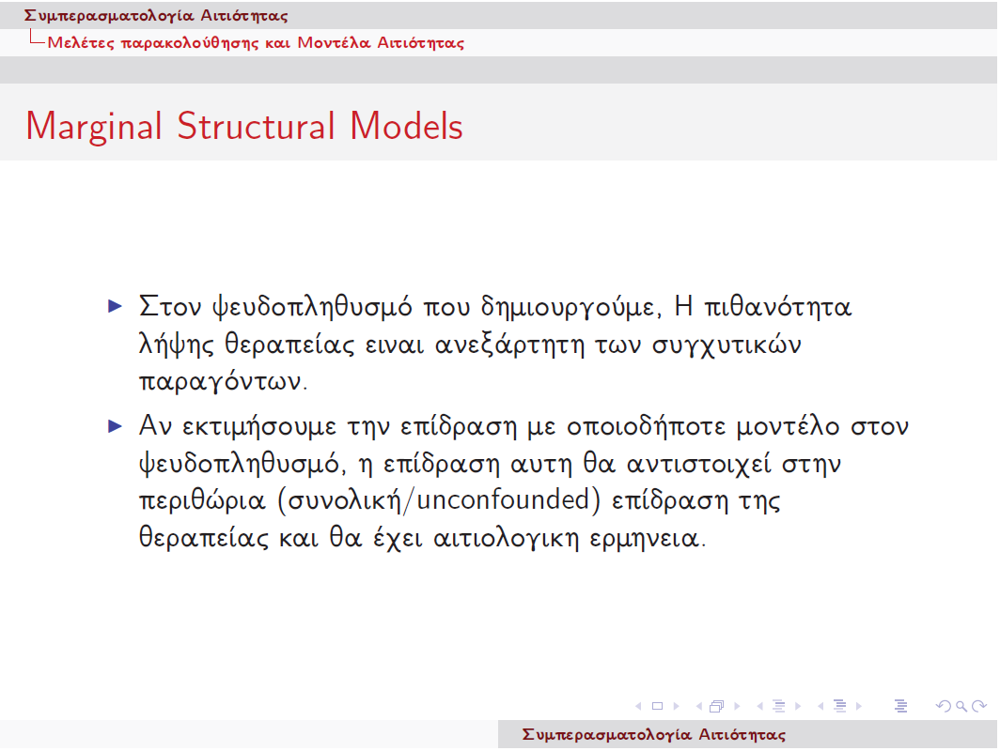 Συμπερασματολογία Αιτιότητας
Μελέτες παρακολούθησης και Μοντέλα Αιτιότητας
Marginal Structural Models
Στον ψευδοπληθυσμό που δημιουργούμε, Η πιθανότητα
λήψης θεραπείας ειναι ανεξάρτητη των συγχυτικών
παραγόντων.
Αν εκτιμήσουμε την επίδραση με οποιοδήποτε μοντέλο στον
ψευδοπληθυσμό, η επίδραση αυτη θα αντιστοιχεί στην
περιθώρια (συνολική/unconfounded) επίδραση της
θεραπείας και θα έχει αιτιολογικη ερμηνεια.
Συμπερασματολογία Αιτιότητας